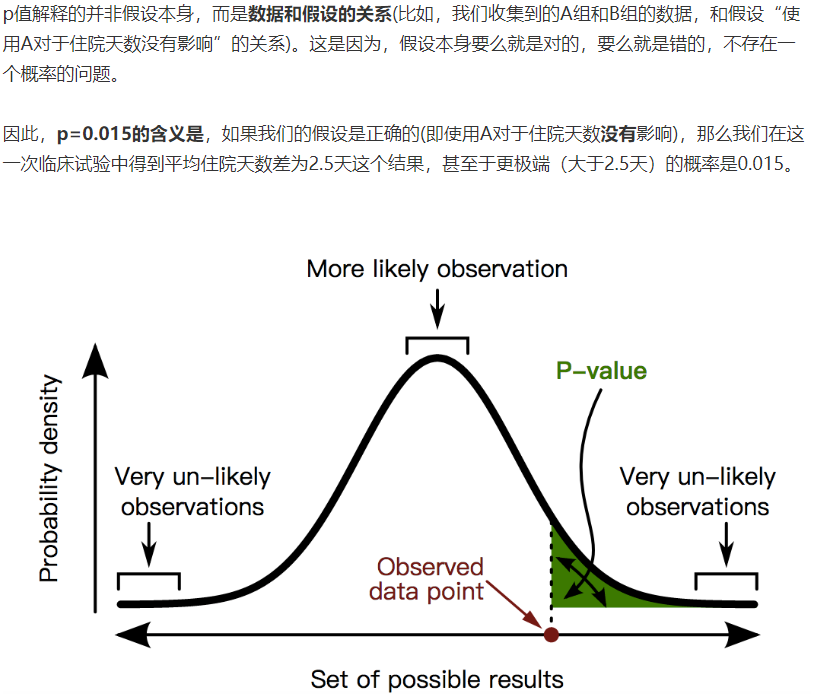 p值解释的并非假设本身，而是数据和假设的关系(比如，我们收集到的A组和B组的数据，和假设“使
用A对于住院天数没有影响”的关系)。这是因为，假设本身要么就是对的，要么就是错的，不存在一
个概率的问题。
因此，p=0.015的含义是，如果我们的假设是正确的(即使用A对于住院天数没有影响)，那么我们在这
一次临床试验中得到平均住院天数差为2.5天这个结果，甚至于更极端（大于2.5天）的概率是0.015。
More likely observation
P-value
Probability density
Very un-likely
observations
Very un-likely
observations
Observed
data point
Set of possible results